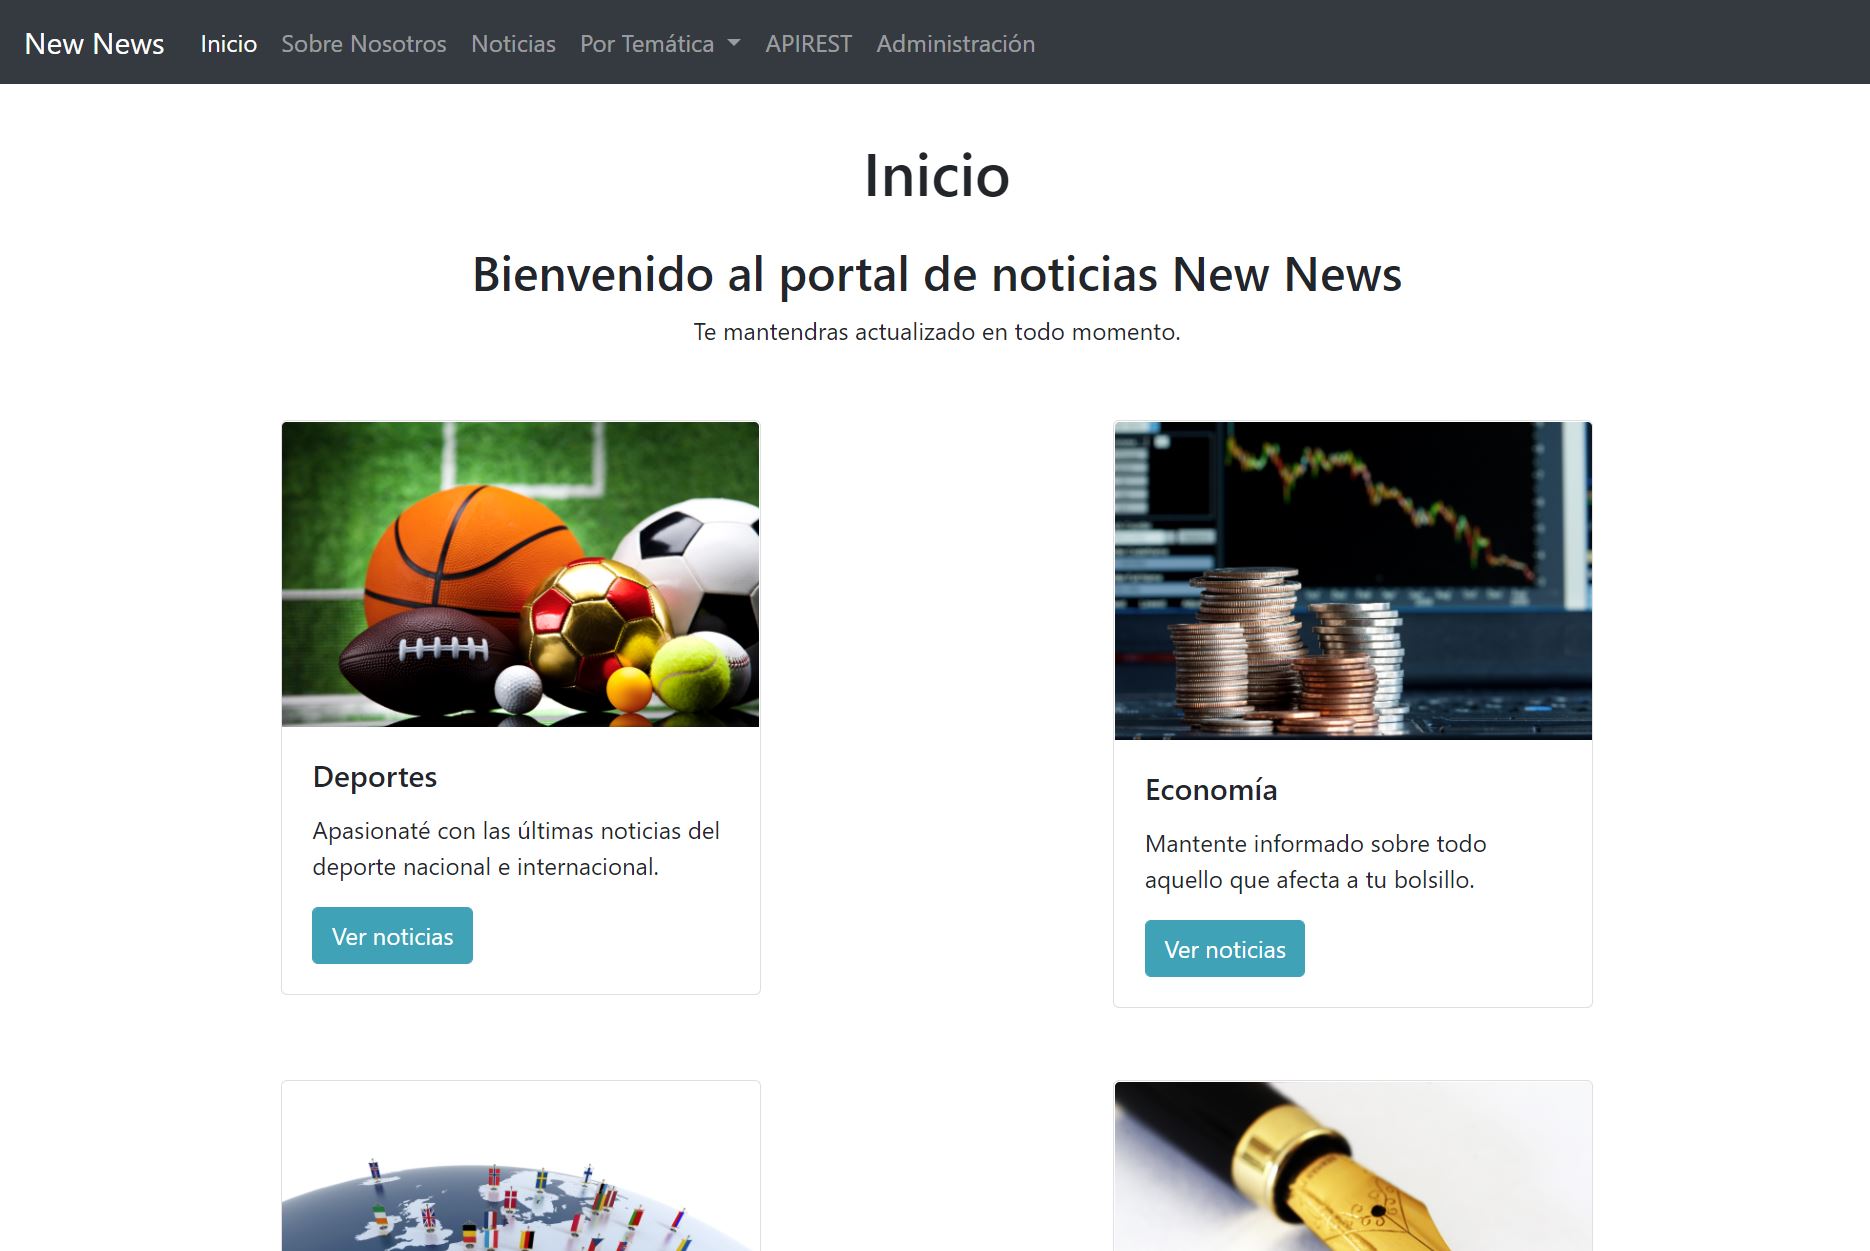 New News Inicio Sobre Nosotros Noticias Por Temática APIREST Administración
Inicio
Bienvenido al portal de noticias New News
Te mantendras actualizado en todo momento.
Deportes
Apasionaté con las últimas noticias del
deporte nacional e internacional.
Ver noticias
Economía
Mantente informado sobre todo
aquello que afecta a tu bolsillo.
Ver noticias